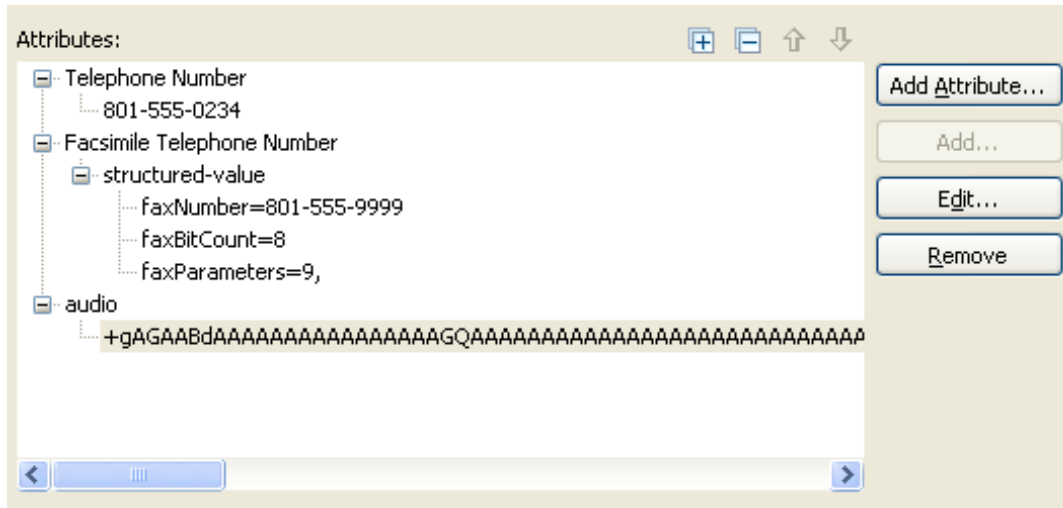 Attributes:
Telephone Number
801-555-0234
Facsimile Telephone Number
structured-value
faxNumber=801-555-9999
faxBitCount=8
faxParameters=9,
audio
+gAGAABdAAAAAAAAAAAAAAAAGQAAAAAAAAAAAAAAAAAAAAAAAAAAAA
Add Attribute...
Add...
Edit...
Remove